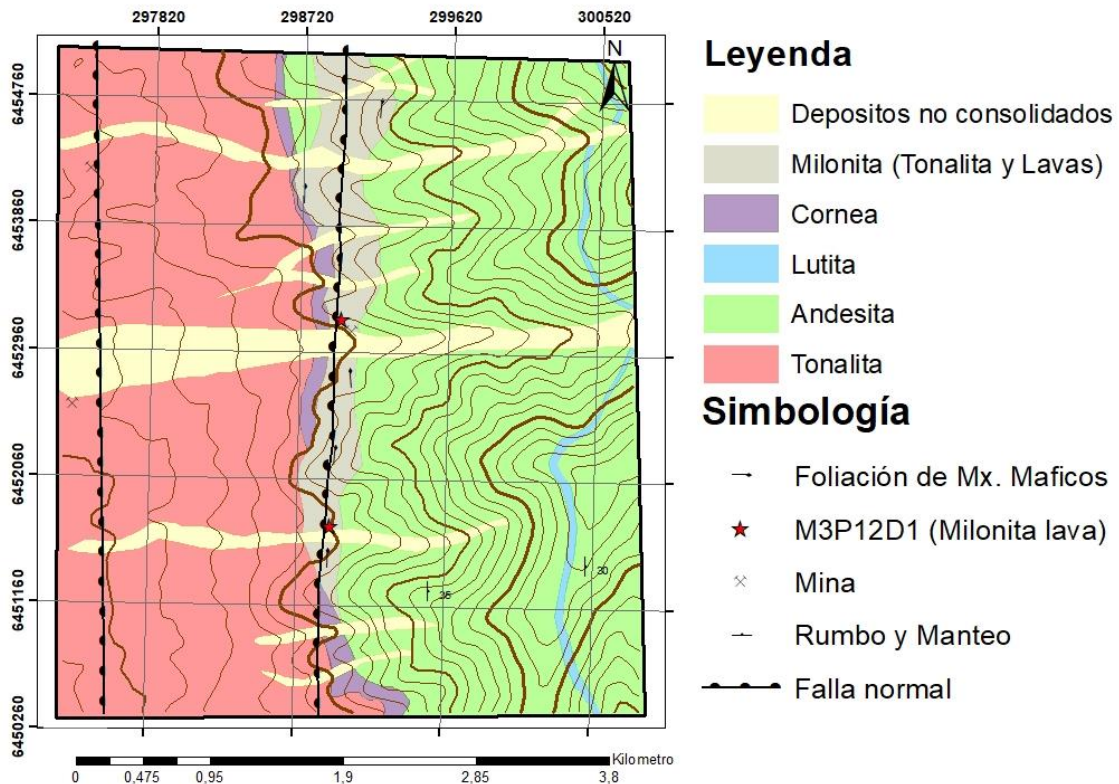 297820
298720
299620
300520
N
6454760
6453860
6452960
6452060
6451160
6450260
30
35
Leyenda
Depositos no consolidados
Milonita (Tonalita y Lavas)
Cornea
Lutita
Andesita
Tonalita
Simbología
Foliación de Mx. Maficos
M3P12D1 (Milonita lava)
Mina
Rumbo y Manteo
Falla normal
Kilometro
0 0,475 0,95 1,9 2,85 3,8